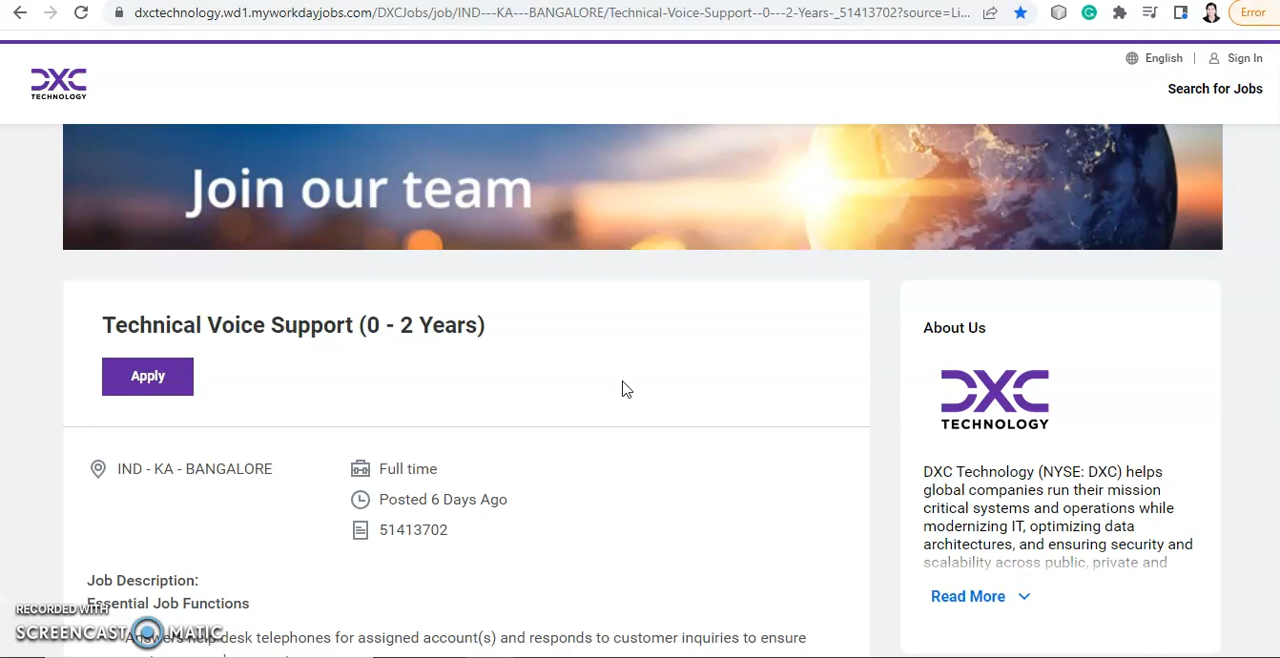 dxctechnology.wd1.myworkdayjobs.com/DXCJobs/job/IND---KA---BANGALORE/Technical-Voice-Support--0---2-Years-_51413702?source=Li...
Error
English | Sign In
DXC
TECHNOLOGY
Search for Jobs
Join our team
Technical Voice Support (0 - 2 Years)
Apply
IND - KA - BANGALORE
Full time
Posted 6 Days Ago
51413702
Job Description:
Essential Job Functions
Answers help desk telephones for assigned account(s) and responds to customer inquiries to ensure
About Us
DXC
TECHNOLOGY
DXC Technology (NYSE: DXC) helps
global companies run their mission
critical systems and operations while
modernizing IT, optimizing data
architectures, and ensuring security and
scalability across public, private and
Read More
RECORDED WITH
SCREENCAST MATIC